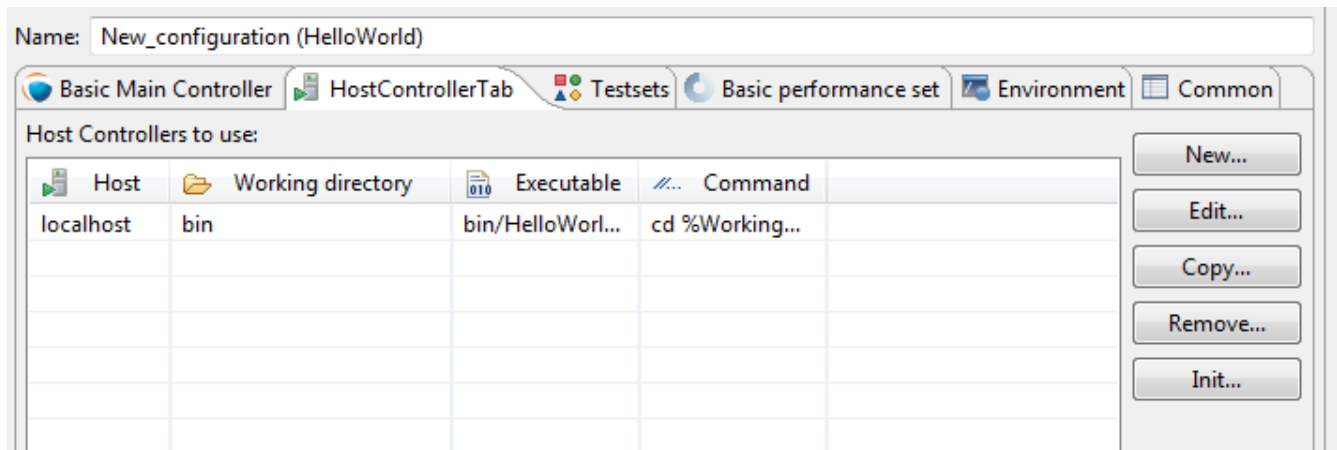 Name: New_configuration (HelloWorld)
Basic Main Controller HostControllerTab Testsets Basic performance set Environment Common
Host Controllers to use:
New...
Host Working directory Executable Command
Edit...
localhost bin bin/HelloWorl... cd %Working...
Copy...
Remove...
Init...